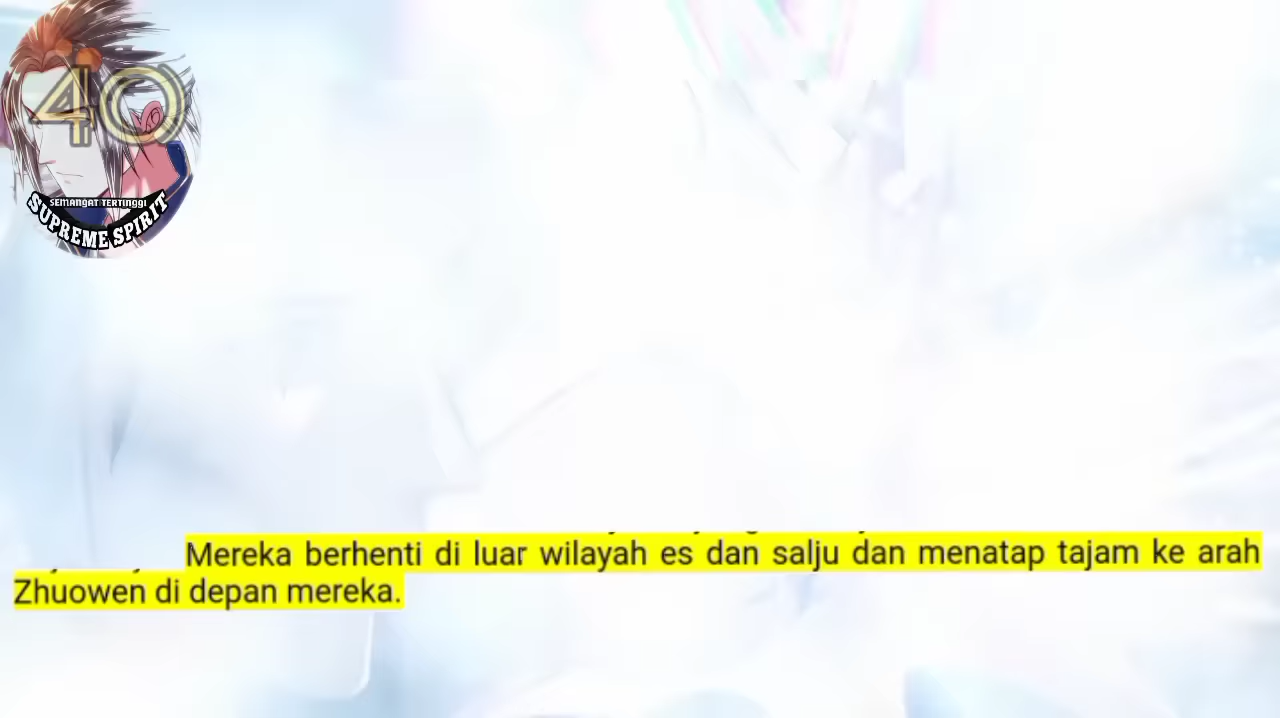 40
SEMANGAT TERTINGGI
SUPREME SPIRIT
Mereka berhenti di luar wilayah es dan salju dan menatap tajam ke arah
Zhuowen di depan mereka.